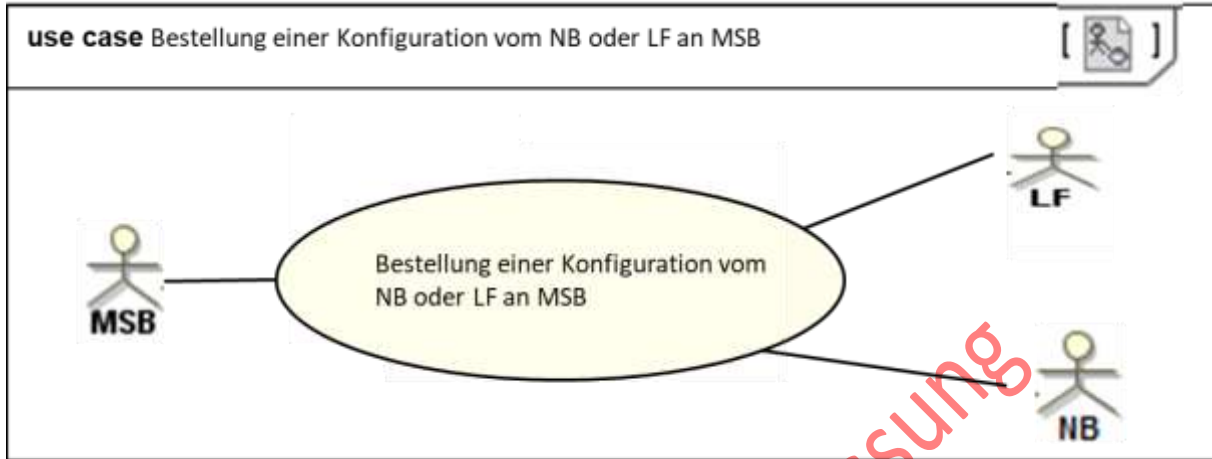 use case Bestellung einer Konfiguration vom NB oder LF an MSB
[ ]
LF
Bestellung einer Konfiguration vom
NB oder LF an MSB
MSB
NB
ssung